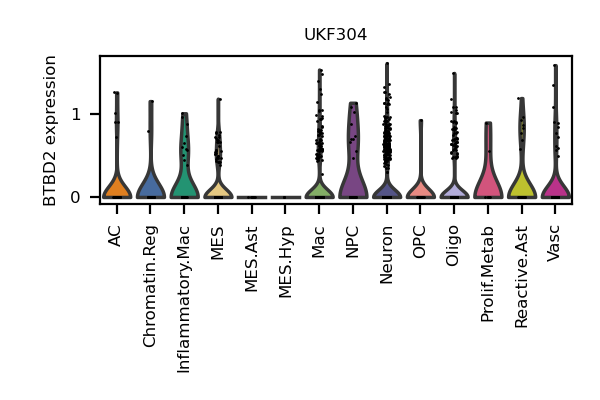 UKF304
BTBD2 expression
1
0
AC
Chromatin.Reg
Inflammatory.Mac
MES
MES.Ast
MES.Hyp
Mac
NPC
Neuron
OPC
Oligo
Prolif.Metab
Reactive.Ast
Vasc